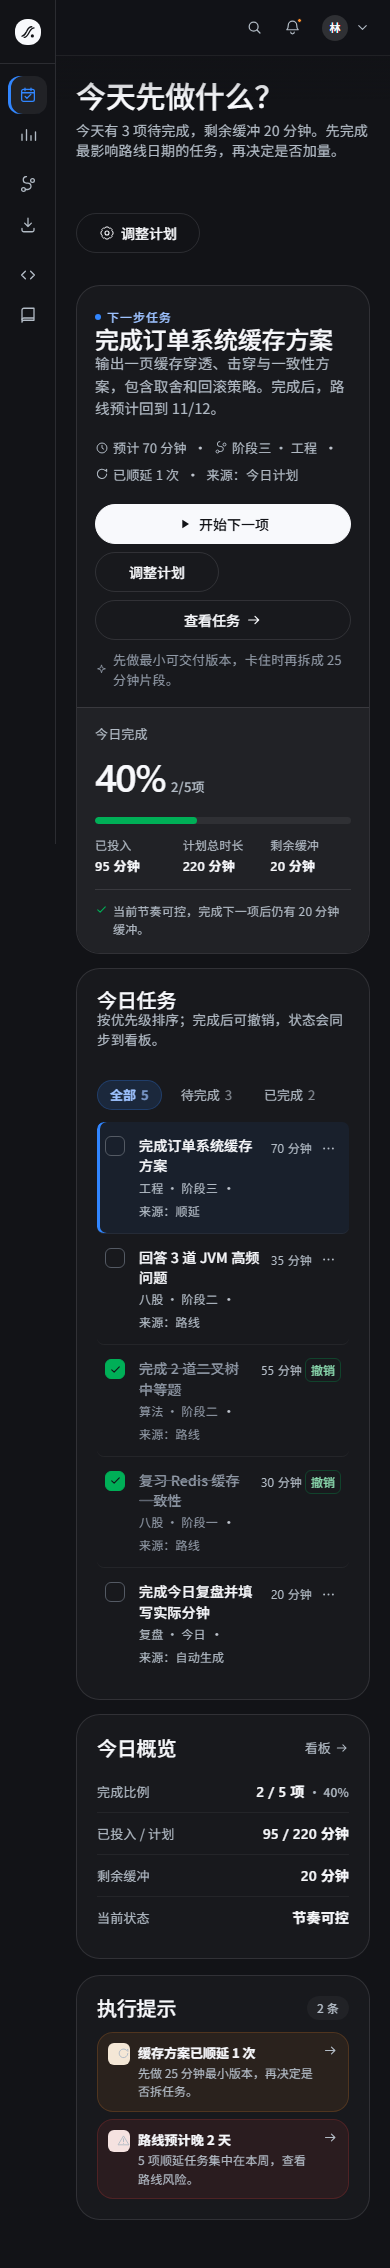 林
今天先做什么？
今天有 3 项待完成，剩余缓冲 20 分钟。先完成
最影响路线日期的任务，再决定是否加量。
调整计划
下一步任务
完成订单系统缓存方案
输出一页缓存穿透、击穿与一致性方
案，包含取舍和回滚策略。完成后，路
线预计回到 11/12。
预计 70 分钟 • 阶段三 • 工程 •
已顺延 1 次 • 来源：今日计划
开始下一项
调整计划
查看任务 →
先做最小可交付版本，卡住时再拆成 25
分钟片段。
今日完成
40% 2/5项
已投入 计划总时长 剩余缓冲
95 分钟 220 分钟 20 分钟
当前节奏可控，完成下一项后仍有 20 分钟
缓冲。
今日任务
按优先级排序；完成后可撤销，状态会同
步到看板。
全部 5 待完成 3 已完成 2
完成订单系统缓存 70 分钟 ···
方案
工程 • 阶段三 •
来源：顺延
回答 3 道 JVM 高频 35 分钟 ···
问题
八股 • 阶段二 •
来源：路线
完成 2 道二叉树 55 分钟 撤销
中等题
算法 • 阶段二 •
来源：路线
复习 Redis 缓存 60 分钟 撤销
一致性
八股 • 阶段一 •
来源：路线
完成今日复盘并填 20 分钟 ···
写实际分钟
复盘 • 今日 •
来源：自动生成
今日概览 看板 →
完成比例 2 / 5 项 • 40%
已投入 / 计划 95 / 220 分钟
剩余缓冲 20 分钟
当前状态 节奏可控
执行提示 2 条
缓存方案已顺延 1 次 →
先做 25 分钟最小版本，再决定是
否拆任务。
路线预计晚 2 天 →
5 项顺延任务集中在本周，查看
路线风险。